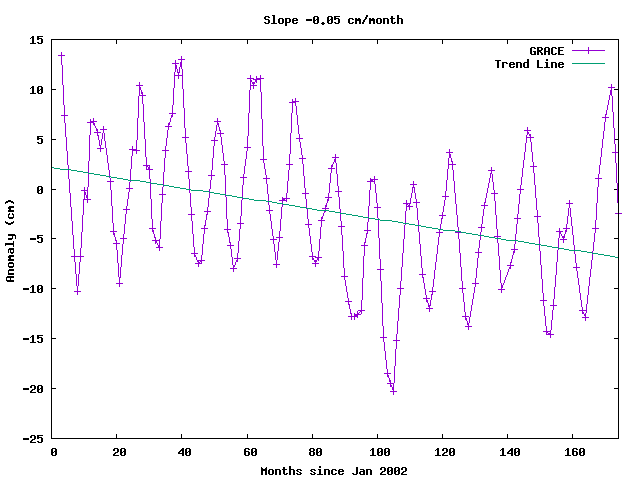 Slope -0.05 cm/month
GRACE
Trend Line
15
10
5
0
-5
-10
-15
-20
-25
Anomaly (cm)
0 20 40 60 80 100 120 140 160
Months since Jan 2002